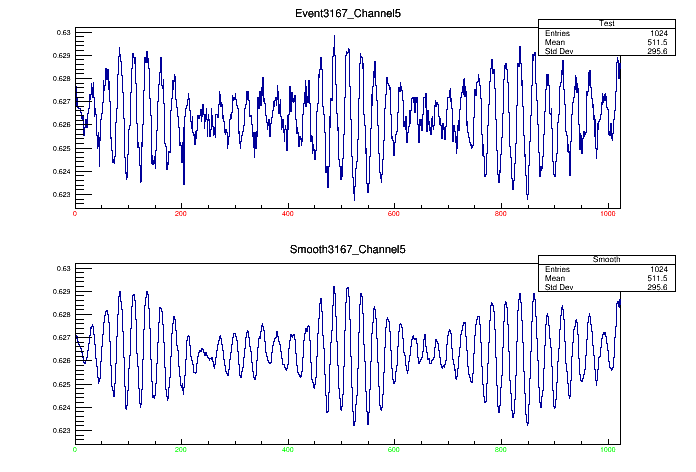 Event3167_Channel5
Test
Entries 1024
Mean 511.5
Std Dev 295.6
0.63
0.629
0.628
0.627
0.626
0.625
0.624
0.623
0 200 400 600 800 1000
Smooth3167_Channel5
Smooth
Entries 1024
Mean 511.5
Std Dev 295.6
0.63
0.629
0.628
0.627
0.626
0.625
0.624
0.623
0 200 400 600 800 1000